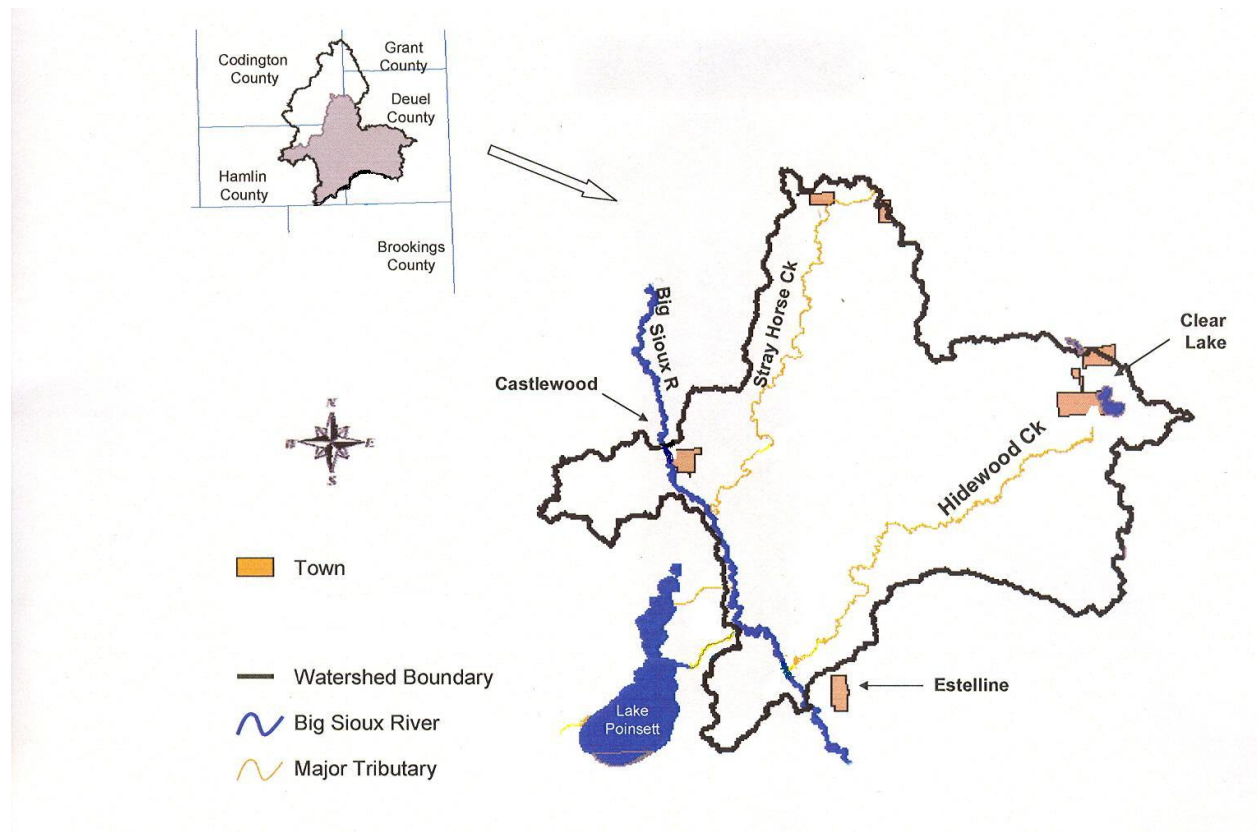 Codington
County
Grant
County
Deuel
County
Hamlin
County
Brookings
County
Big Sioux R
Stray Horse Ck
Clear
Lake
Castlewood
N
E
S
Hidewood Ck
Town
Estelline
Watershed Boundary
Lake
Poinsett
Big Sioux River
Major Tributary